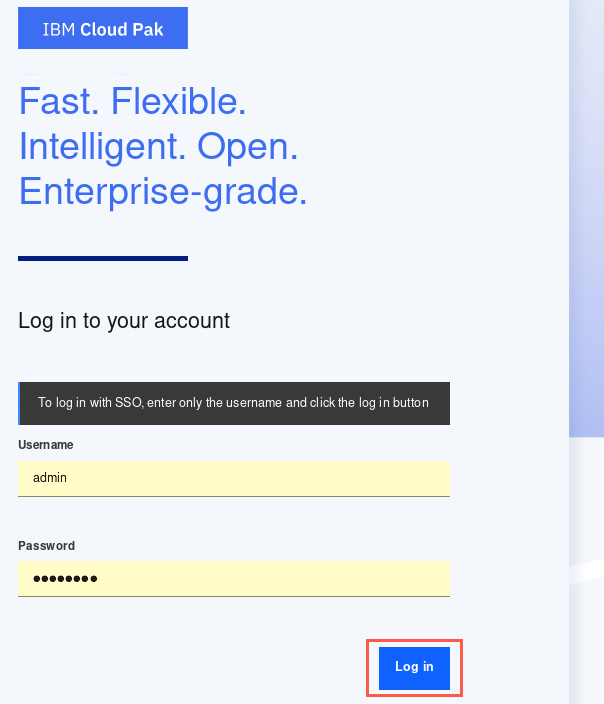 IBM Cloud Pak
Fast. Flexible.
Intelligent. Open.
Enterprise-grade.
Log in to your account
To log in with SSO, enter only the username and click the log in button
Username
admin
Password
••••••••
Log in